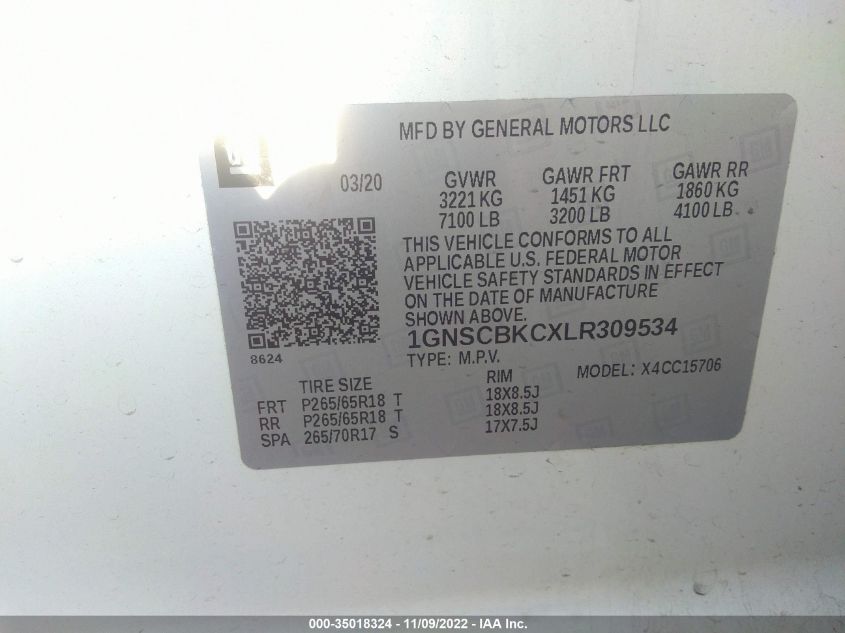 MFD BY GENERAL MOTORS LLC
03/20 GVWR GAWR FRT GAWR RR
3221 KG 1451 KG 1860 KG
7100 LB 3200 LB 4100 LB
THIS VEHICLE CONFORMS TO ALL
APPLICABLE U.S. FEDERAL MOTOR
VEHICLE SAFETY STANDARDS IN EFFECT
ON THE DATE OF MANUFACTURE
SHOWN ABOVE.
1GNSCBKCXLR309534
8624 TYPE: M.P.V. MODEL: X4CC15706
TIRE SIZE RIM
FRT P265/65R18 T 18X8.5J
RR P265/65R18 T 18X8.5J
SPA 265/70R17 S 17X7.5J
000-35018324 - 11/09/2022 - IAA Inc.